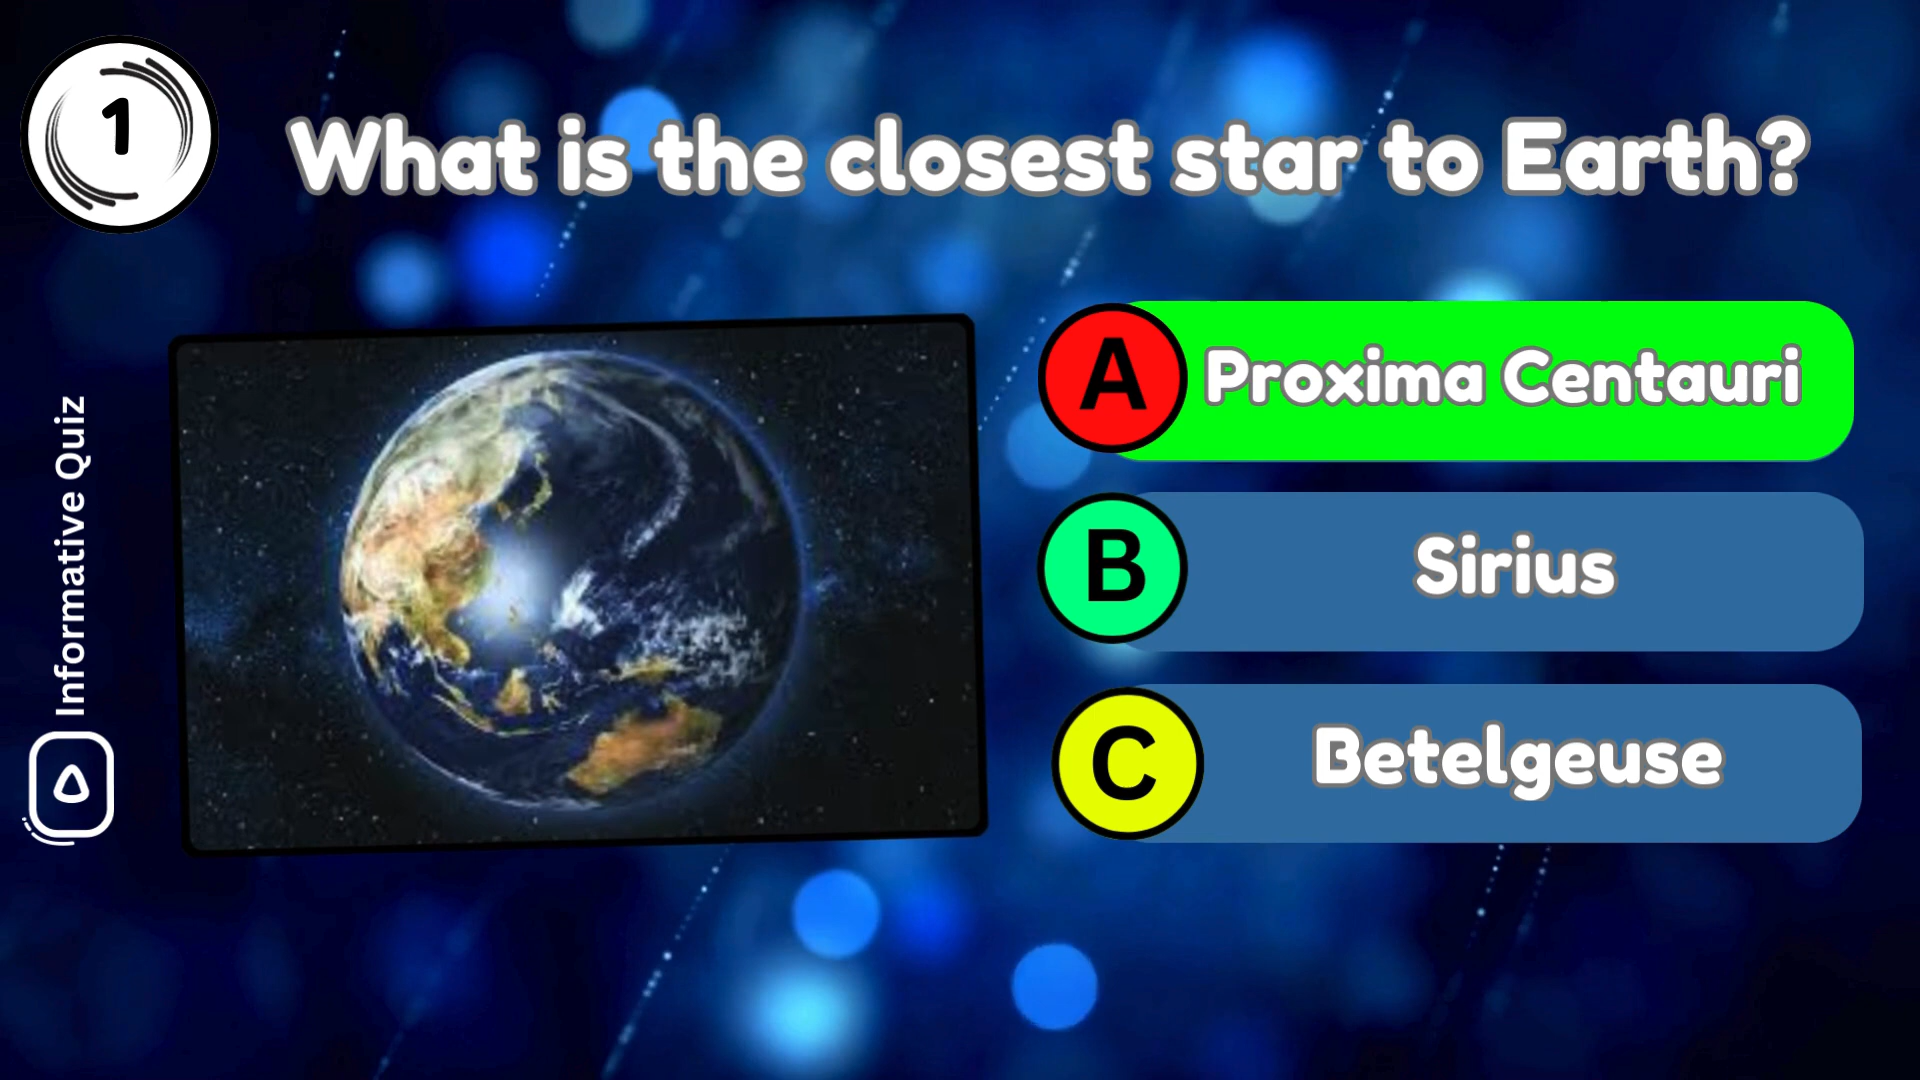 1
What is the closest star to Earth?
A
Proxima Centauri
B
Sirius
C
Betelgeuse
Informative Quiz